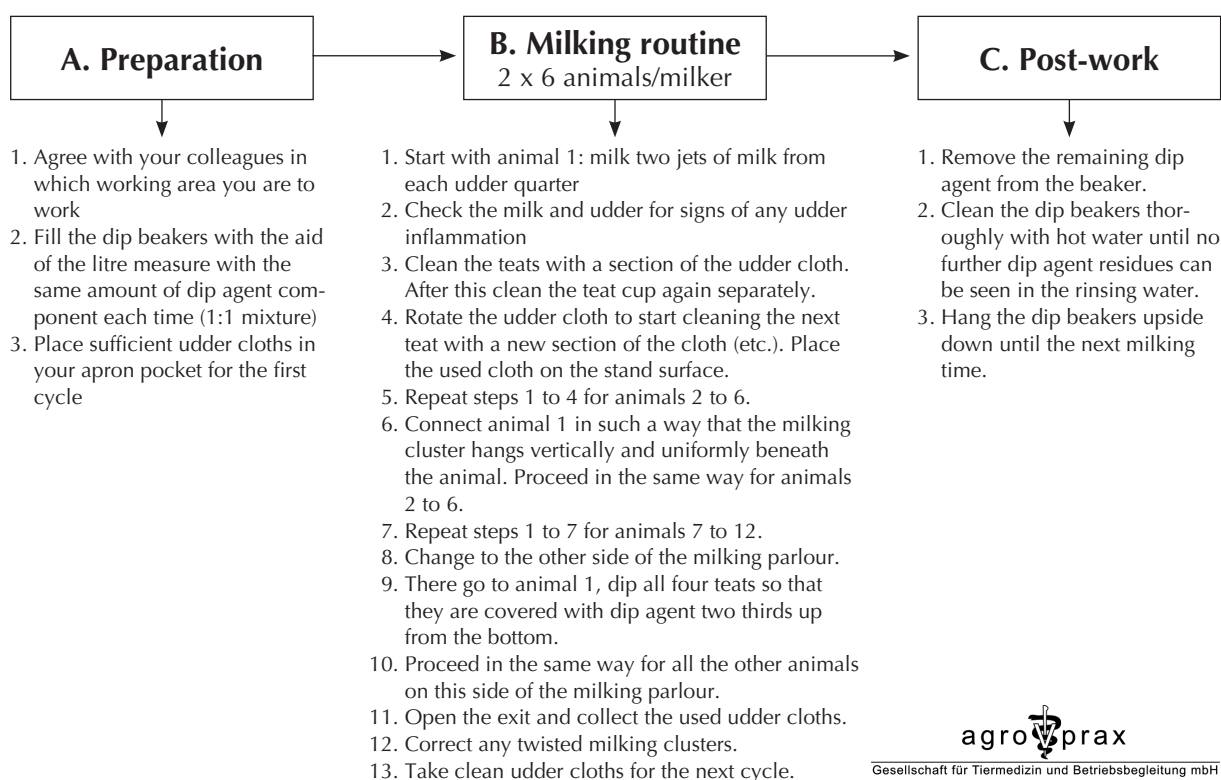 A. Preparation
B. Milking routine
2 x 6 animals/milker
C. Post-work
1. Agree with your colleagues in
which working area you are to
work
2. Fill the dip beakers with the aid
of the litre measure with the
same amount of dip agent com-
ponent each time (1:1 mixture)
3. Place sufficient udder cloths in
your apron pocket for the first
cycle
1. Start with animal 1: milk two jets of milk from
each udder quarter
2. Check the milk and udder for signs of any udder
inflammation
3. Clean the teats with a section of the udder cloth.
After this clean the teat cup again separately.
4. Rotate the udder cloth to start cleaning the next
teat with a new section of the cloth (etc.). Place
the used cloth on the stand surface.
5. Repeat steps 1 to 4 for animals 2 to 6.
6. Connect animal 1 in such a way that the milking
cluster hangs vertically and uniformly beneath
the animal. Proceed in the same way for animals
2 to 6.
7. Repeat steps 1 to 7 for animals 7 to 12.
8. Change to the other side of the milking parlour.
9. There go to animal 1, dip all four teats so that
they are covered with dip agent two thirds up
from the bottom.
10. Proceed in the same way for all the other animals
on this side of the milking parlour.
11. Open the exit and collect the used udder cloths.
12. Correct any twisted milking clusters.
13. Take clean udder cloths for the next cycle.
1. Remove the remaining dip
agent from the beaker.
2. Clean the dip beakers thor-
oughly with hot water until no
further dip agent residues can
be seen in the rinsing water.
3. Hang the dip beakers upside
down until the next milking
time.
agro prax
Gesellschaft für Tiermedizin und Betriebsbegleitung mbH